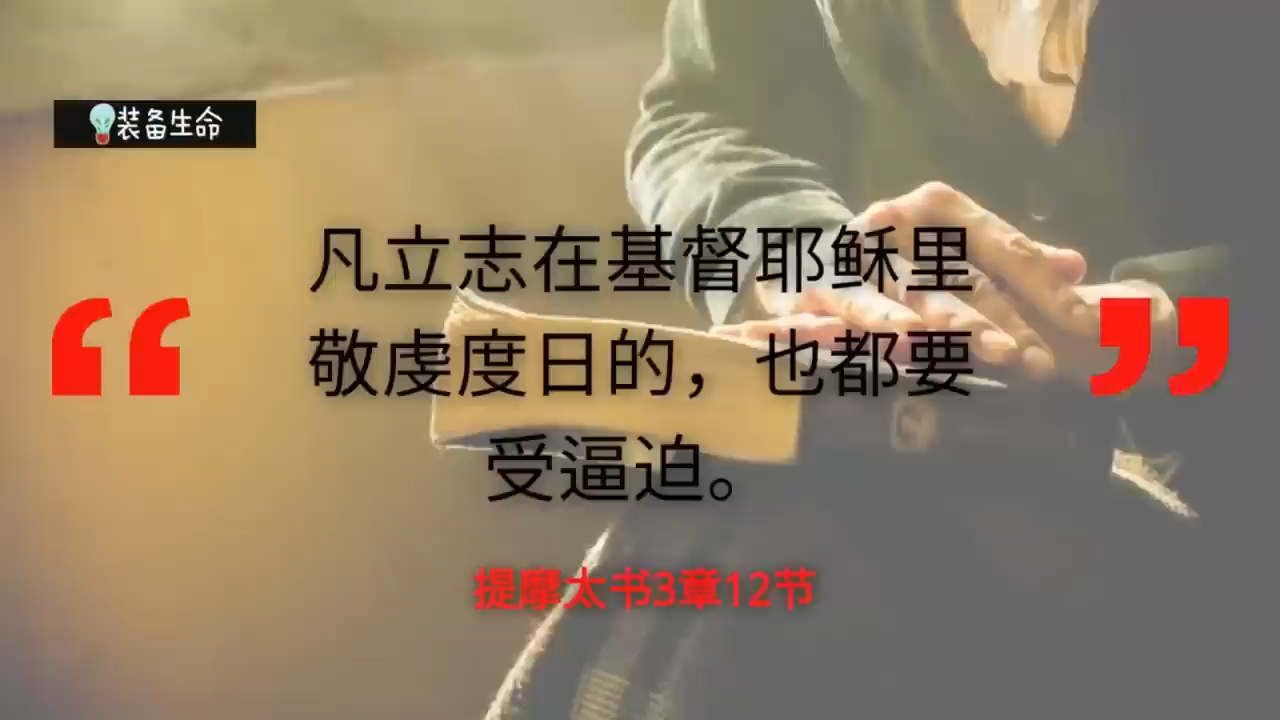 装备生命
凡立志在基督耶稣里
敬虔度日的，也都要
受逼迫。
提摩太书3章12节